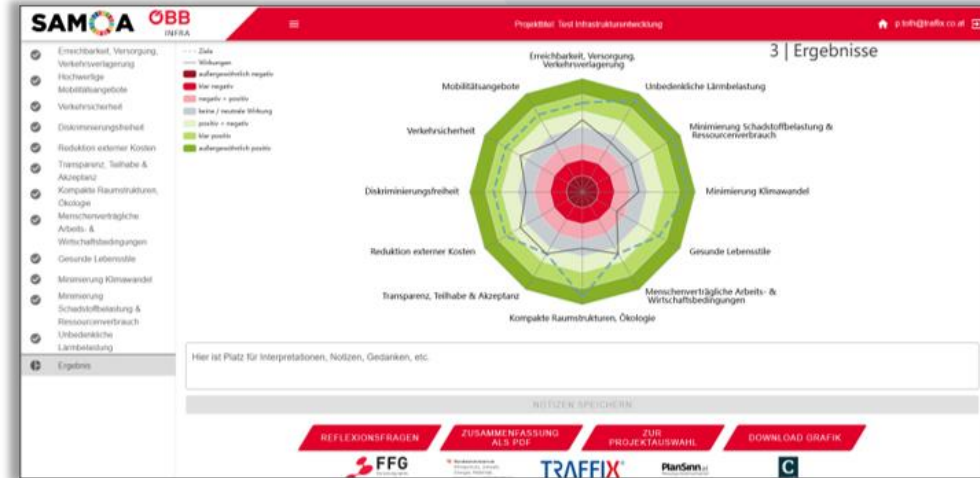 SAMOA
ÖBB
INFRA
Projekttitel: Test Infrastrukturentwicklung
p.toth@traffix.co.at
Erreichbarkeit, Versorgung,
Verkehrsverlagerung
Hochwertige
Mobilitätsangebote
Verkehrsicherheit
Diskriminierungsfreiheit
Reduktion externer Kosten
Transparenz, Teilhabe &
Akzeptanz
Kompakte Raumstrukturen,
Ökologie
Menschenverträgliche
Arbeits- &
Wirtschaftsbedingungen
Gesunde Lebensstile
Minimierung Klimawandel
Minimierung
Schadstoffbelastung &
Ressourcenverbrauch
Unbedenkliche
Lärmbelastung
Ergebnis
Ziele
Wirkungen
außergewöhnlich negativ
klar negativ
negativ + positiv
keine / neutrale Wirkung
positiv + negativ
klar positiv
außergewöhnlich positiv
3 | Ergebnisse
Erreichbarkeit, Versorgung,
Verkehrsverlagerung
Unbedenkliche Lärmbelastung
Minimierung Schadstoffbelastung &
Ressourcenverbrauch
Minimierung Klimawandel
Gesunde Lebensstile
Menschenverträgliche Arbeits- &
Wirtschaftsbedingungen
Kompakte Raumstrukturen, Ökologie
Transparenz, Teilhabe & Akzeptanz
Reduktion externer Kosten
Diskriminierungsfreiheit
Verkehrsicherheit
Mobilitätsangebote
Hier ist Platz für Interpretationen, Notizen, Gedanken, etc.
NOTIZEN SPEICHERN
REFLEXIONSFRAGEN
ZUSAMMENFASSUNG
ALS PDF
ZUR
PROJEKTAUSWAHL
DOWNLOAD GRAFIK
FFG
TRAFFIX
PlanSinn
C